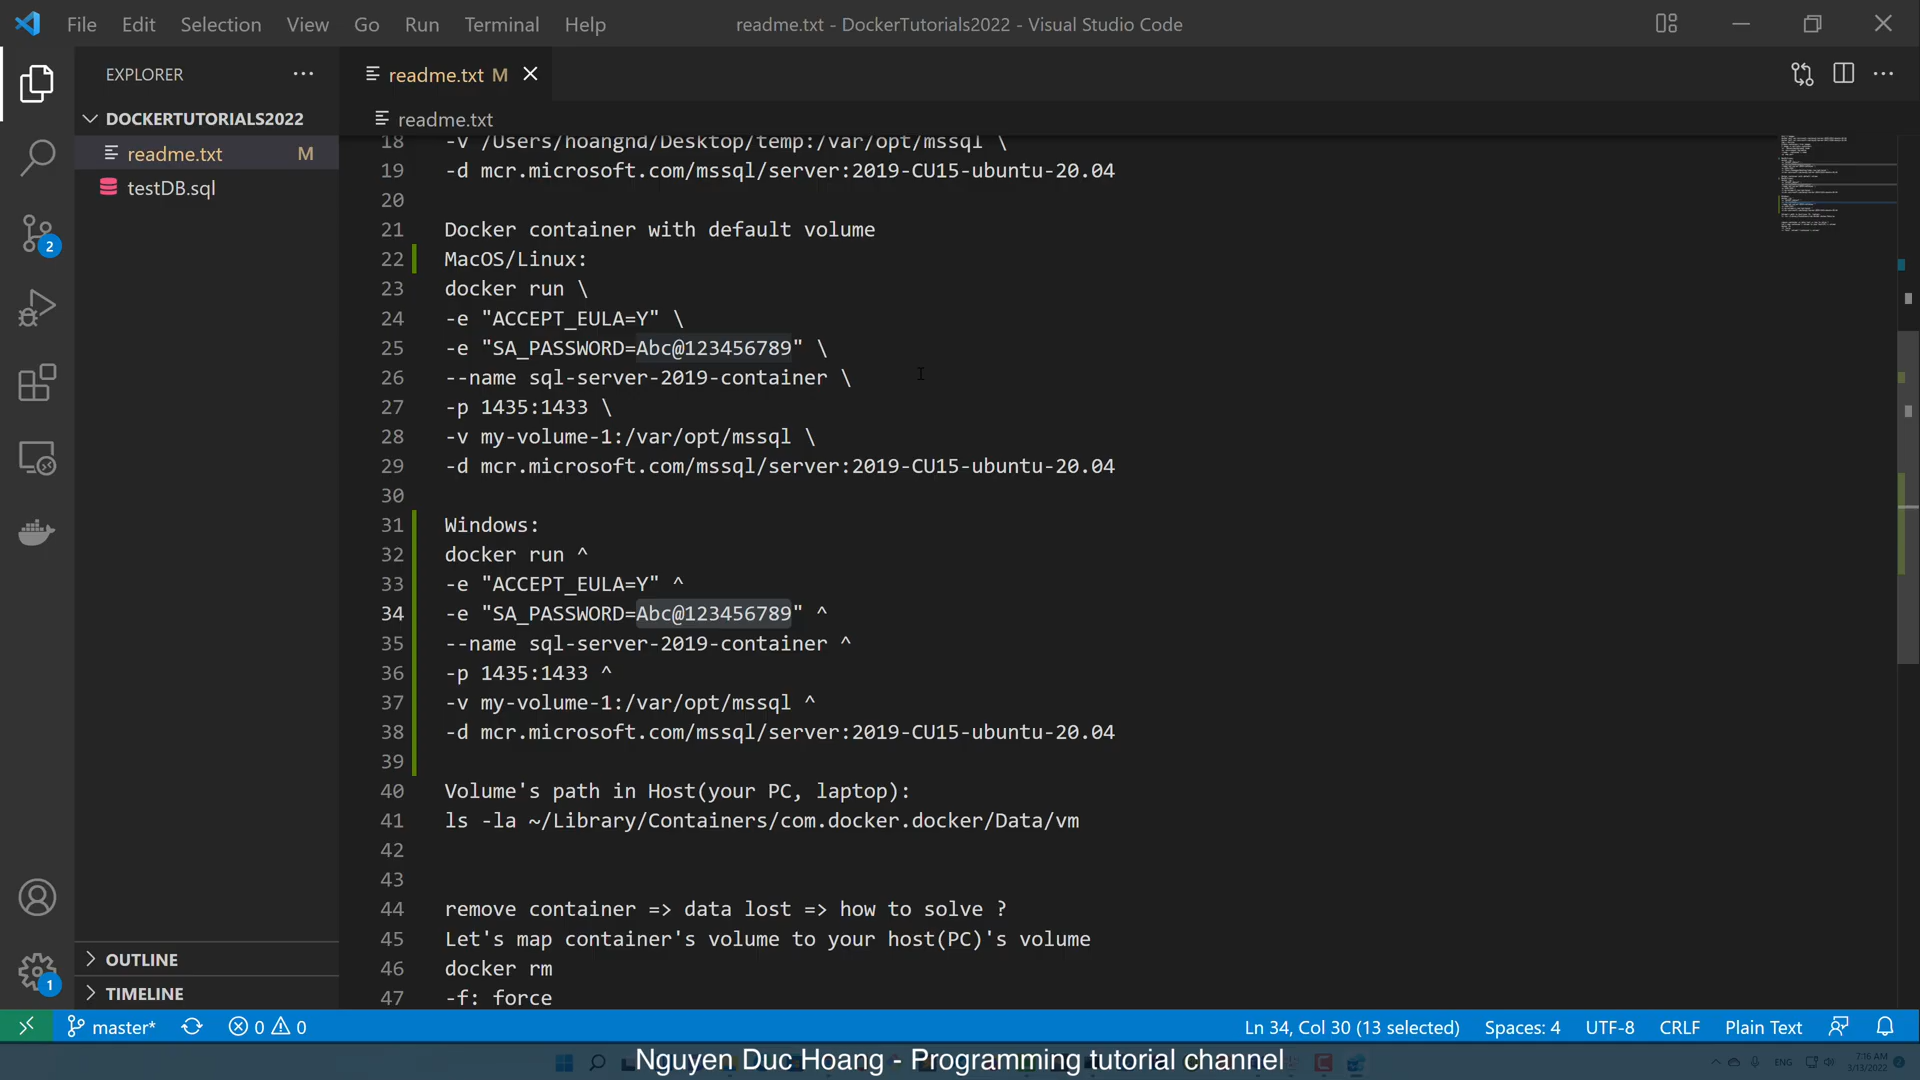 File Edit Selection View Go Run Terminal Help
readme.txt - DockerTutorials2022 - Visual Studio Code
EXPLORER
readme.txt M
DOCKERTUTORIALS2022
readme.txt
readme.txt M
testDB.sql
18 -v /Users/hoangnd/Desktop/temp:/var/opt/mssql \
19 -d mcr.microsoft.com/mssql/server:2019-CU15-ubuntu-20.04
20
21 Docker container with default volume
22 MacOS/Linux:
23 docker run \
24 -e "ACCEPT_EULA=Y" \
25 -e "SA_PASSWORD=Abc@123456789" \
26 --name sql-server-2019-container \
27 -p 1435:1433 \
28 -v my-volume-1:/var/opt/mssql \
29 -d mcr.microsoft.com/mssql/server:2019-CU15-ubuntu-20.04
30
31 Windows:
32 docker run ^
33 -e "ACCEPT_EULA=Y" ^
34 -e "SA_PASSWORD=Abc@123456789" ^
35 --name sql-server-2019-container ^
36 -p 1435:1433 ^
37 -v my-volume-1:/var/opt/mssql ^
38 -d mcr.microsoft.com/mssql/server:2019-CU15-ubuntu-20.04
39
40 Volume's path in Host(your PC, laptop):
41 ls -la ~/Library/Containers/com.docker.docker/Data/vm
42
43
44 remove container => data lost => how to solve ?
45 Let's map container's volume to your host(PC)'s volume
46 docker rm
47 -f: force
2
1
OUTLINE
TIMELINE
master* 0 0
Ln 34, Col 30 (13 selected) Spaces: 4 UTF-8 CRLF Plain Text
Nguyen Duc Hoang - Programming tutorial channel
ENG
7:16 AM
3/13/2022